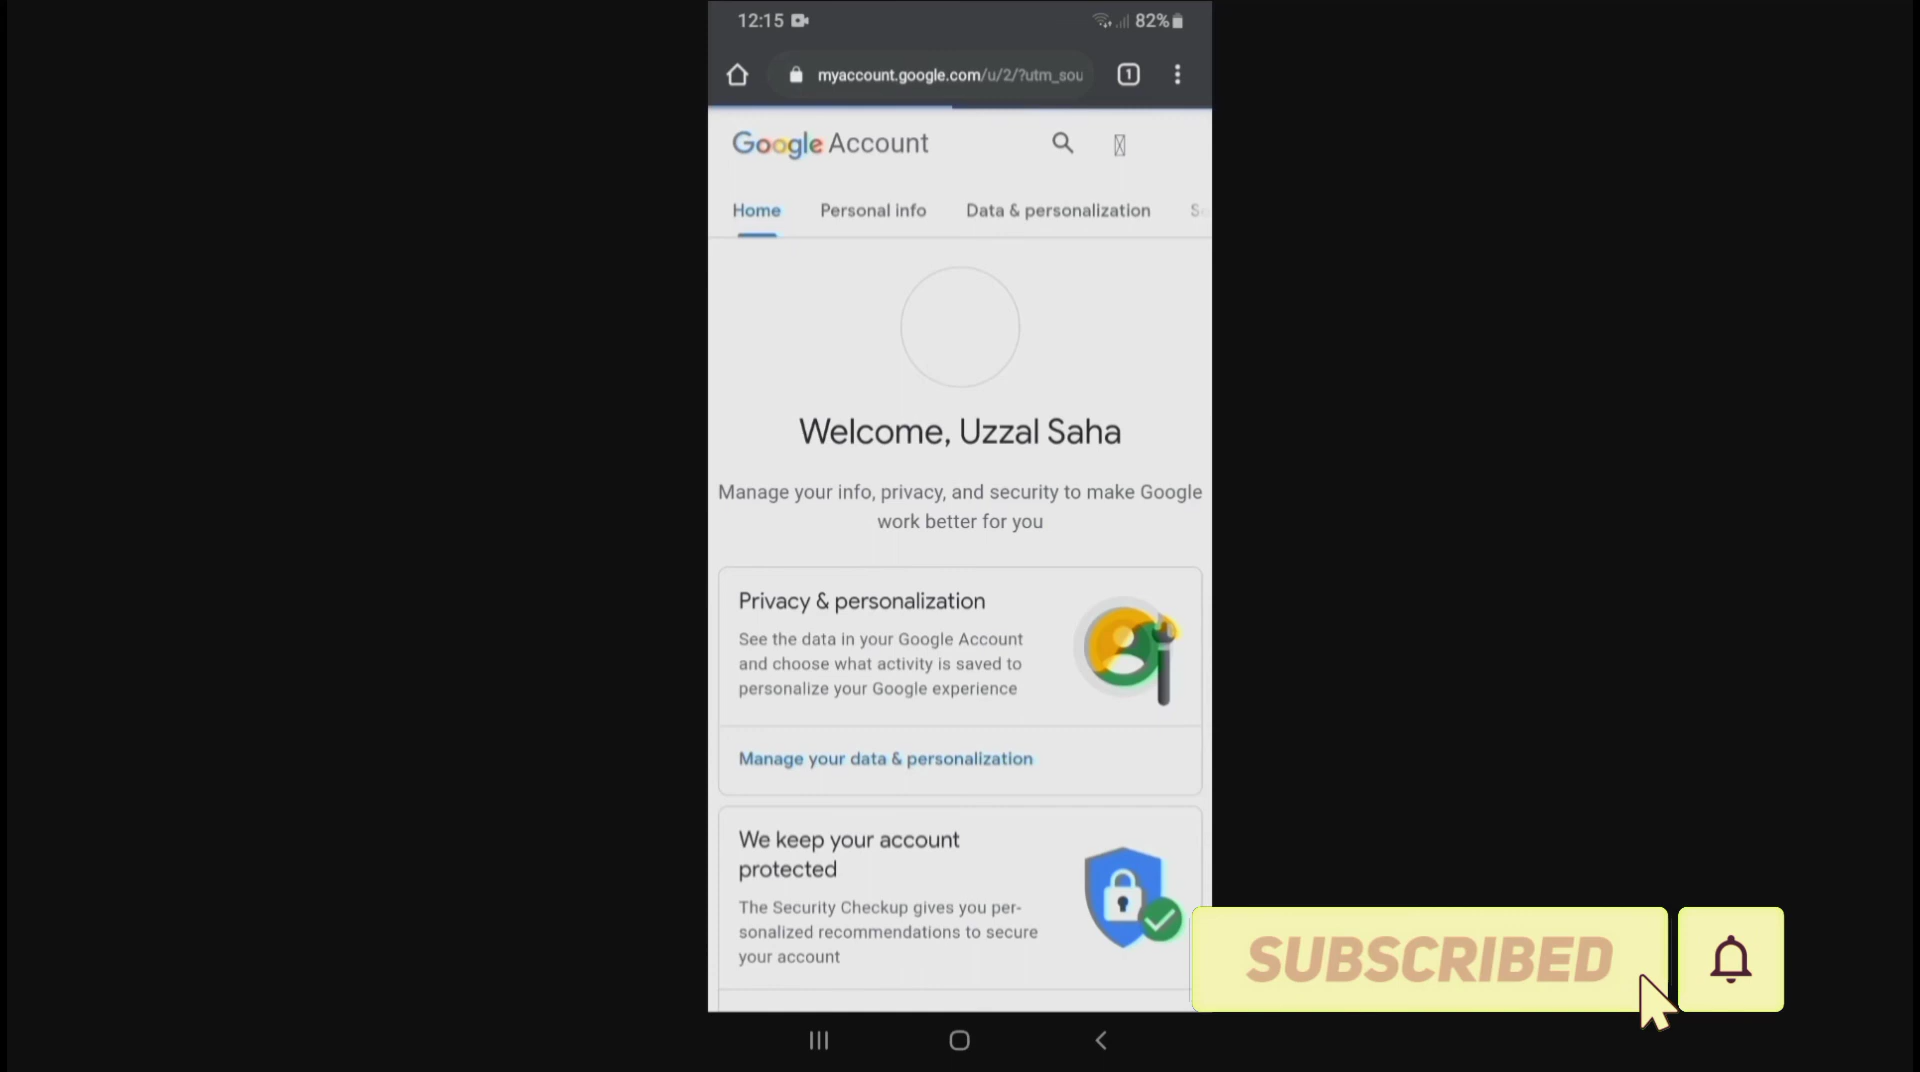 12:15
82%
myaccount.google.com/u/2/?utm_sou
1
Google Account
Home Personal info Data & personalization
Welcome, Uzzal Saha
Manage your info, privacy, and security to make Google
work better for you
Privacy & personalization
See the data in your Google Account
and choose what activity is saved to
personalize your Google experience
Manage your data & personalization
We keep your account
protected
The Security Checkup gives you per-
sonalized recommendations to secure
your account
SUBSCRIBED